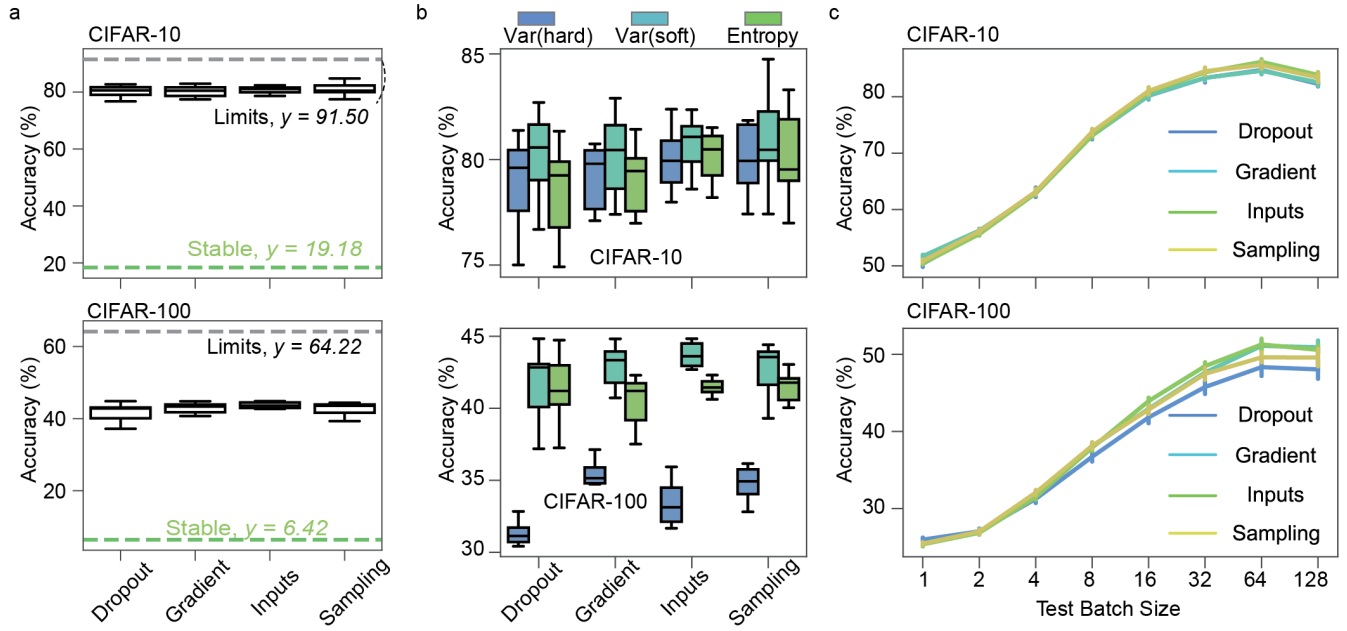 a
CIFAR-10
Accuracy (%)
80
60
40
20
Limits, y = 91.50
Stable, y = 19.18
CIFAR-100
Accuracy (%)
60
40
20
Limits, y = 64.22
Stable, y = 6.42
Dropout
Gradient
Inputs
Sampling
b
Var(hard)
Var(soft)
Entropy
Accuracy (%)
85
80
75
CIFAR-10
Accuracy (%)
45
40
35
30
CIFAR-100
Dropout
Gradient
Inputs
Sampling
c
CIFAR-10
Accuracy (%)
80
70
60
50
Dropout
Gradient
Inputs
Sampling
CIFAR-100
Accuracy (%)
50
40
30
Dropout
Gradient
Inputs
Sampling
1 2 4 8 16 32 64 128
Test Batch Size